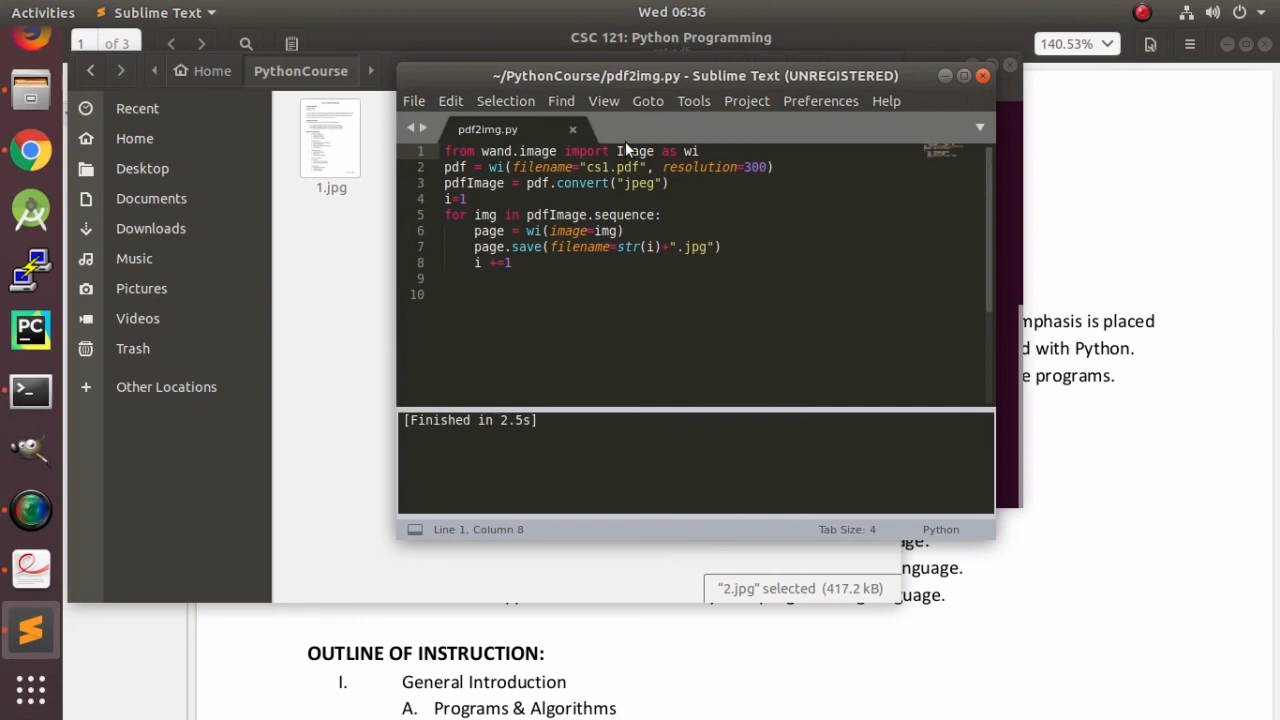 Activities
Sublime Text
Wed 06:36
1
of 3
CSC 121: Python Programming
140.53%
Home
PythonCourse
Recent
Home
Desktop
Documents
Downloads
Music
Pictures
Videos
Trash
Other Locations
1.jpg
~/PythonCourse/pdf2img.py - Sublime Text (UNREGISTERED)
File Edit Selection Find View Goto Tools Project Preferences Help
pdf2img.py
1 from wand.image import Image as wi
2 pdf = wi(filename="cs1.pdf", resolution=300)
3 pdfImage = pdf.convert("jpeg")
4 i=1
5 for img in pdfImage.sequence:
6 page = wi(image=img)
7 page.save(filename=str(i)+".jpg")
8 i +=1
9
10
[Finished in 2.5s]
Line 1, Column 8
Tab Size: 4
Python
PC
mphasis is placed
d with Python.
e programs.
nguage.
"2.jpg" selected (417.2 kB)
OUTLINE OF INSTRUCTION:
I. General Introduction
A. Programs & Algorithms